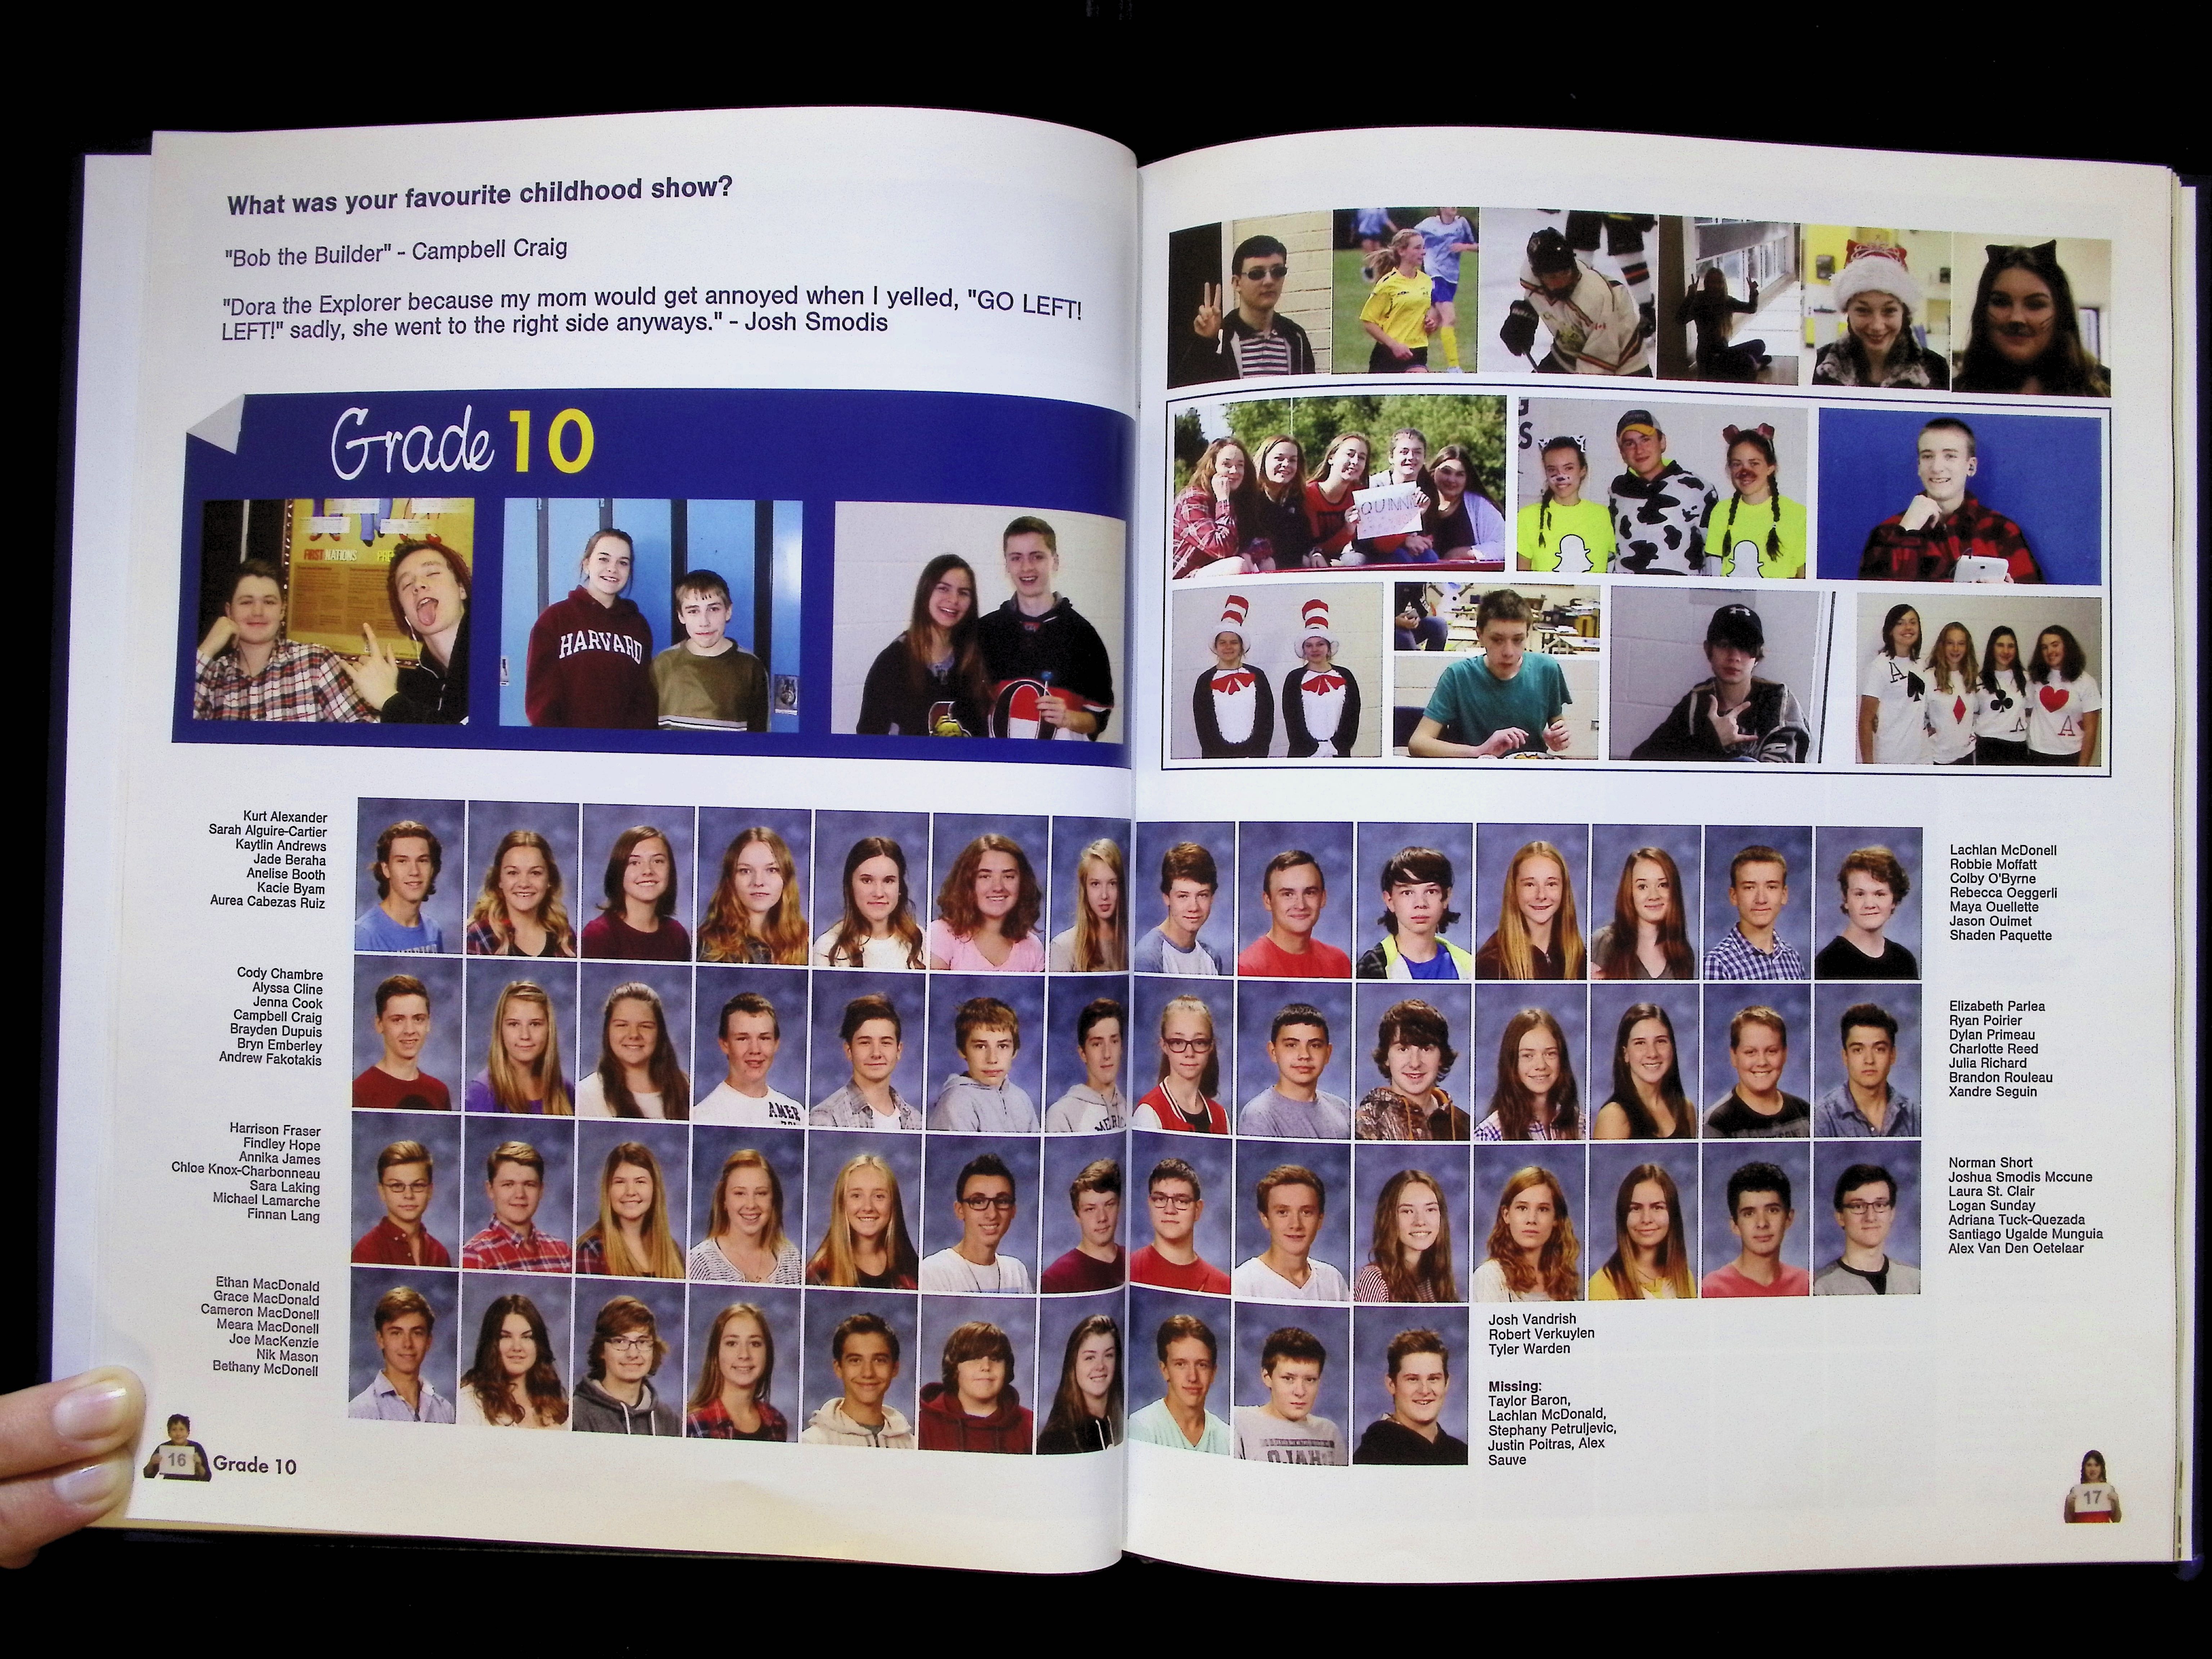 What was your favourite childhood show?
"Bob the Builder" - Campbell Craig
"Dora the Explorer because my mom would get annoyed when I yelled, "GO LEFT!
LEFT!" sadly, she went to the right side anyways." - Josh Smodis
Grade 10
FIRST NATIONS
HARVARD
QUINN
A
A
A
Kurt Alexander
Sarah Alguire-Cartier
Kaytlin Andrews
Jade Beraha
Anelise Booth
Kacie Byam
Aurea Cabezas Ruiz
Cody Chambre
Alyssa Cline
Jenna Cook
Campbell Craig
Brayden Dupuis
Bryn Emberley
Andrew Fakotakis
AMER
Harrison Fraser
Findley Hope
Annika James
Chloe Knox-Charbonneau
Sara Laking
Michael Lamarche
Finnan Lang
Ethan MacDonald
Grace MacDonald
Cameron MacDonell
Meara MacDonell
Joe MacKenzie
Nik Mason
Bethany McDonell
16 Grade 10
Lachlan McDonell
Robbie Moffatt
Colby O'Byrne
Rebecca Oeggerli
Maya Ouellette
Jason Ouimet
Shaden Paquette
Elizabeth Parlea
Ryan Poirier
Dylan Primeau
Charlotte Reed
Julia Richard
Brandon Rouleau
Xandre Seguin
Norman Short
Joshua Smodis Mccune
Laura St. Clair
Logan Sunday
Adriana Tuck-Quezada
Santiago Ugalde Munguia
Alex Van Den Oetelaar
Josh Vandrish
Robert Verkuylen
Tyler Warden
Missing:
Taylor Baron,
Lachlan McDonald,
Stephany Petruljevic,
Justin Poitras, Alex
Sauve
17